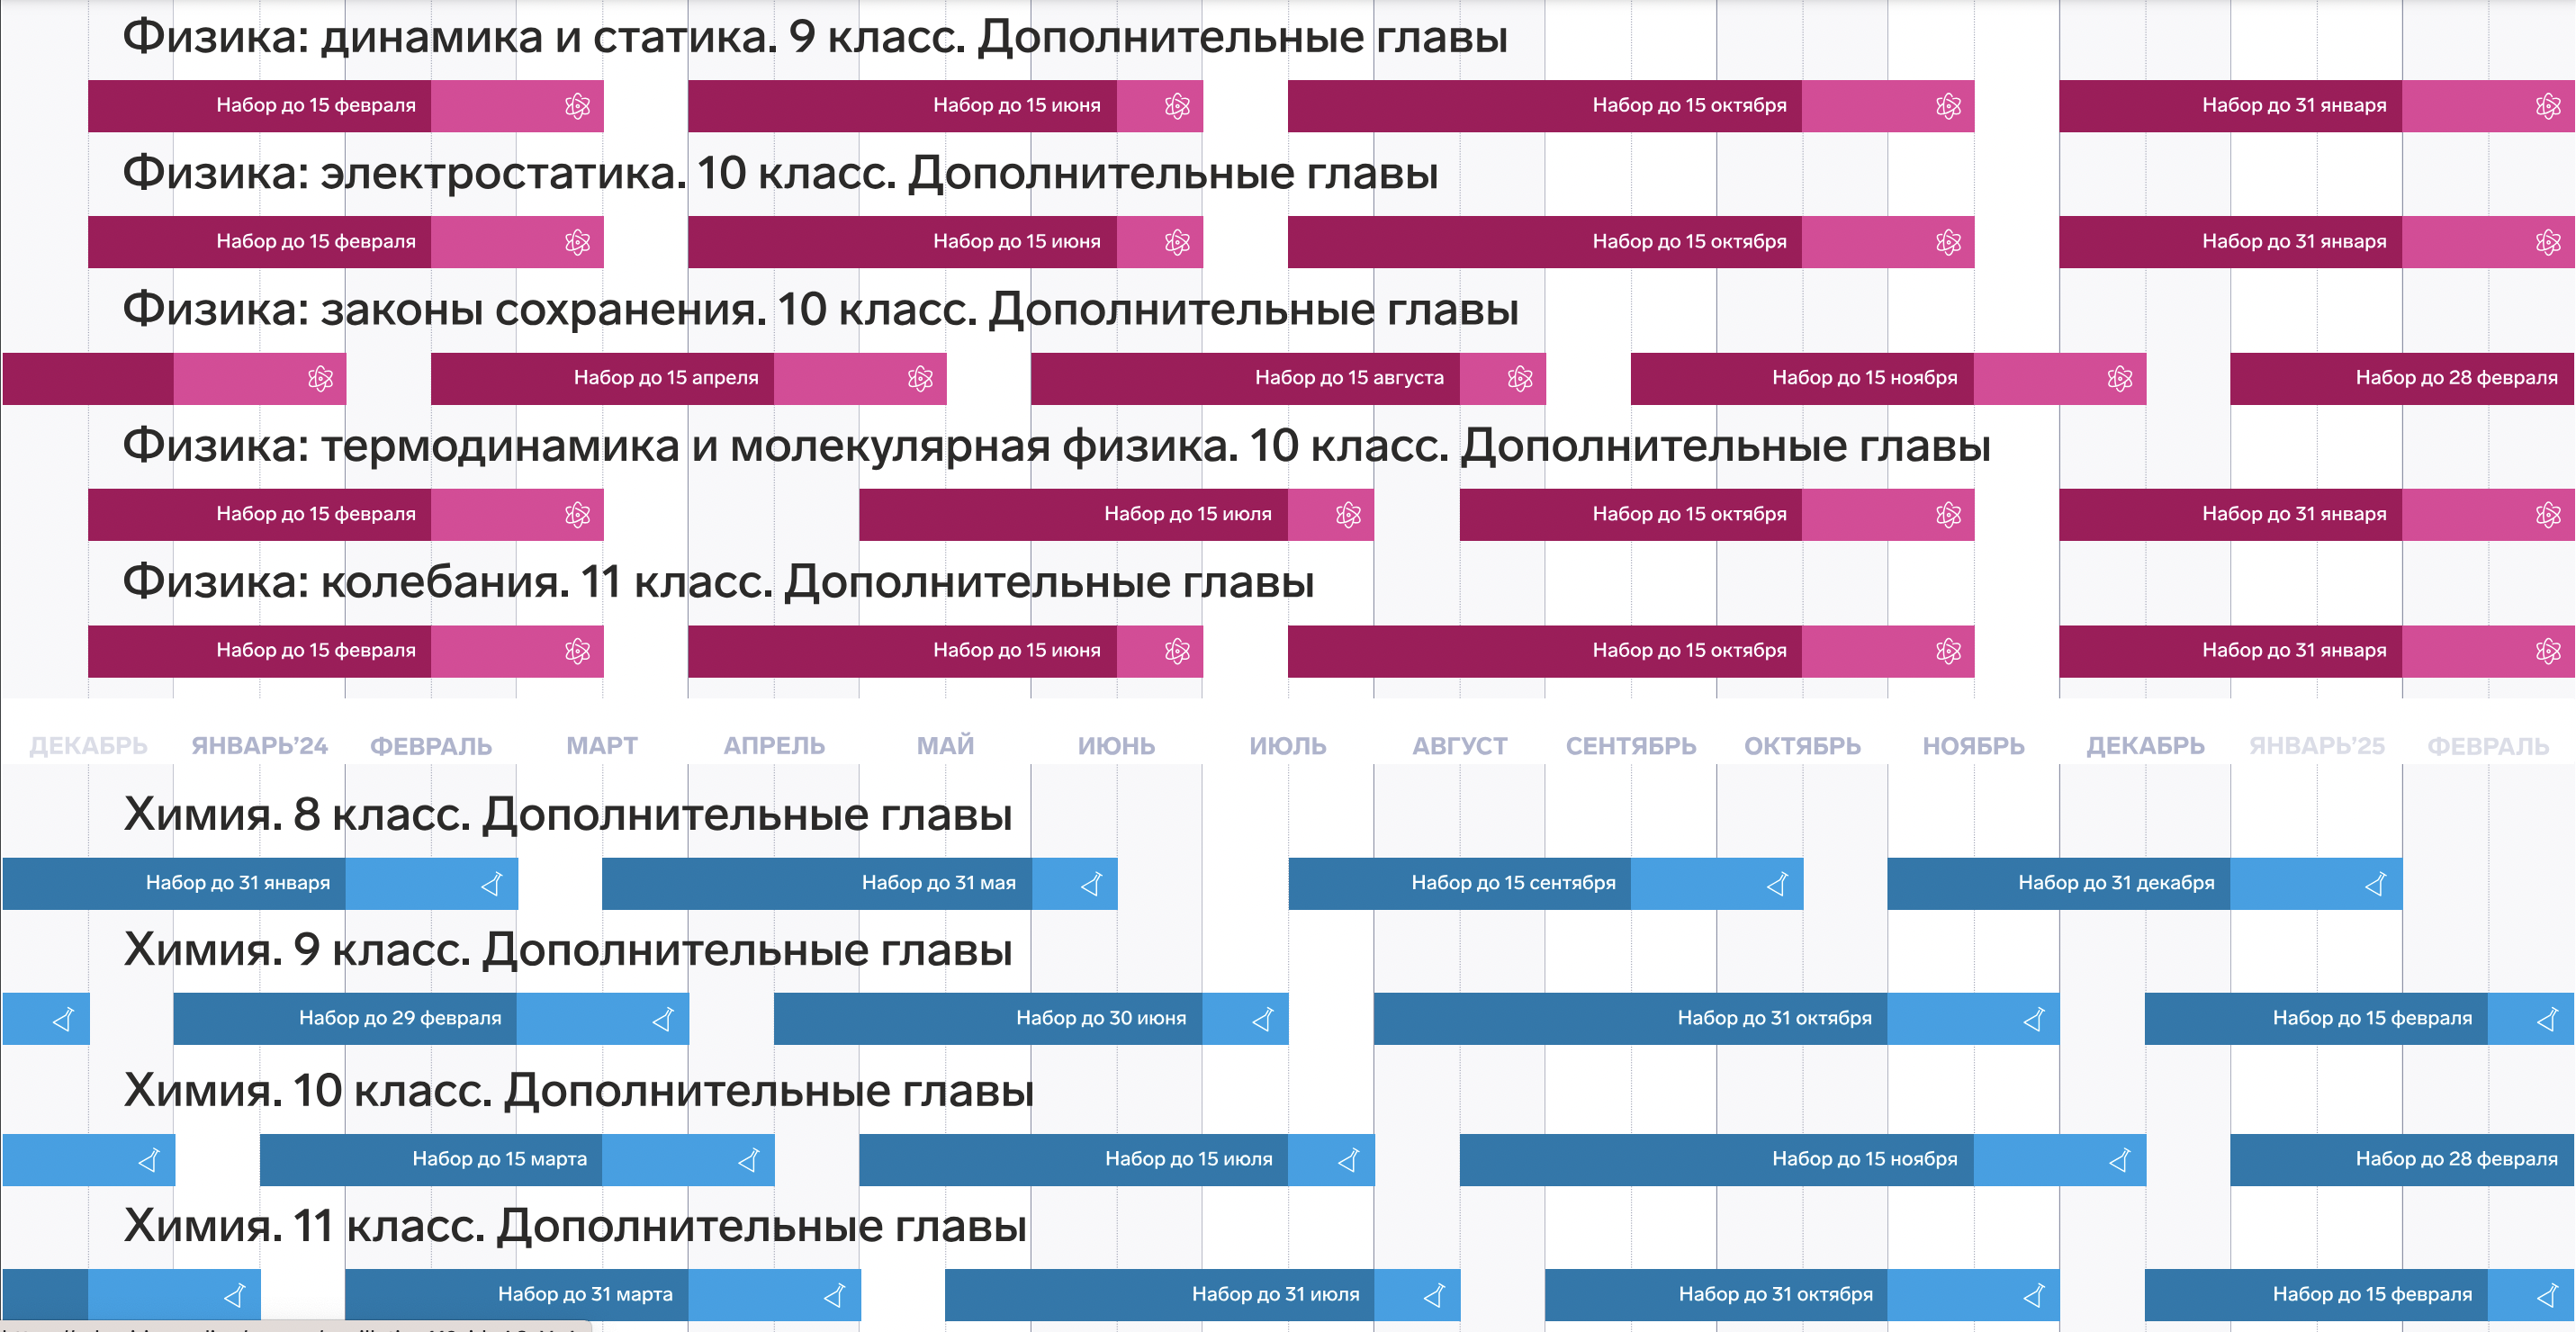 Физика: динамика и статика. 9 класс. Дополнительные главы
Набор до 15 февраля Набор до 15 июня Набор до 15 октября Набор до 31 января
Физика: электростатика. 10 класс. Дополнительные главы
Набор до 15 февраля Набор до 15 июня Набор до 15 октября Набор до 31 января
Физика: законы сохранения. 10 класс. Дополнительные главы
Набор до 15 апреля Набор до 15 августа Набор до 15 ноября Набор до 28 февраля
Физика: термодинамика и молекулярная физика. 10 класс. Дополнительные главы
Набор до 15 февраля Набор до 15 июля Набор до 15 октября Набор до 31 января
Физика: колебания. 11 класс. Дополнительные главы
Набор до 15 февраля Набор до 15 июня Набор до 15 октября Набор до 31 января
ДЕКАБРЬ ЯНВАРЬ’24 ФЕВРАЛЬ МАРТ АПРЕЛЬ МАЙ ИЮНЬ ИЮЛЬ АВГУСТ СЕНТЯБРЬ ОКТЯБРЬ НОЯБРЬ ДЕКАБРЬ ЯНВАРЬ’25 ФЕВРАЛЬ
Химия. 8 класс. Дополнительные главы
Набор до 31 января Набор до 31 мая Набор до 15 сентября Набор до 31 декабря
Химия. 9 класс. Дополнительные главы
Набор до 29 февраля Набор до 30 июня Набор до 31 октября Набор до 15 февраля
Химия. 10 класс. Дополнительные главы
Набор до 15 марта Набор до 15 июля Набор до 15 ноября Набор до 28 февраля
Химия. 11 класс. Дополнительные главы
Набор до 31 марта Набор до 31 июля Набор до 31 октября Набор до 15 февраля